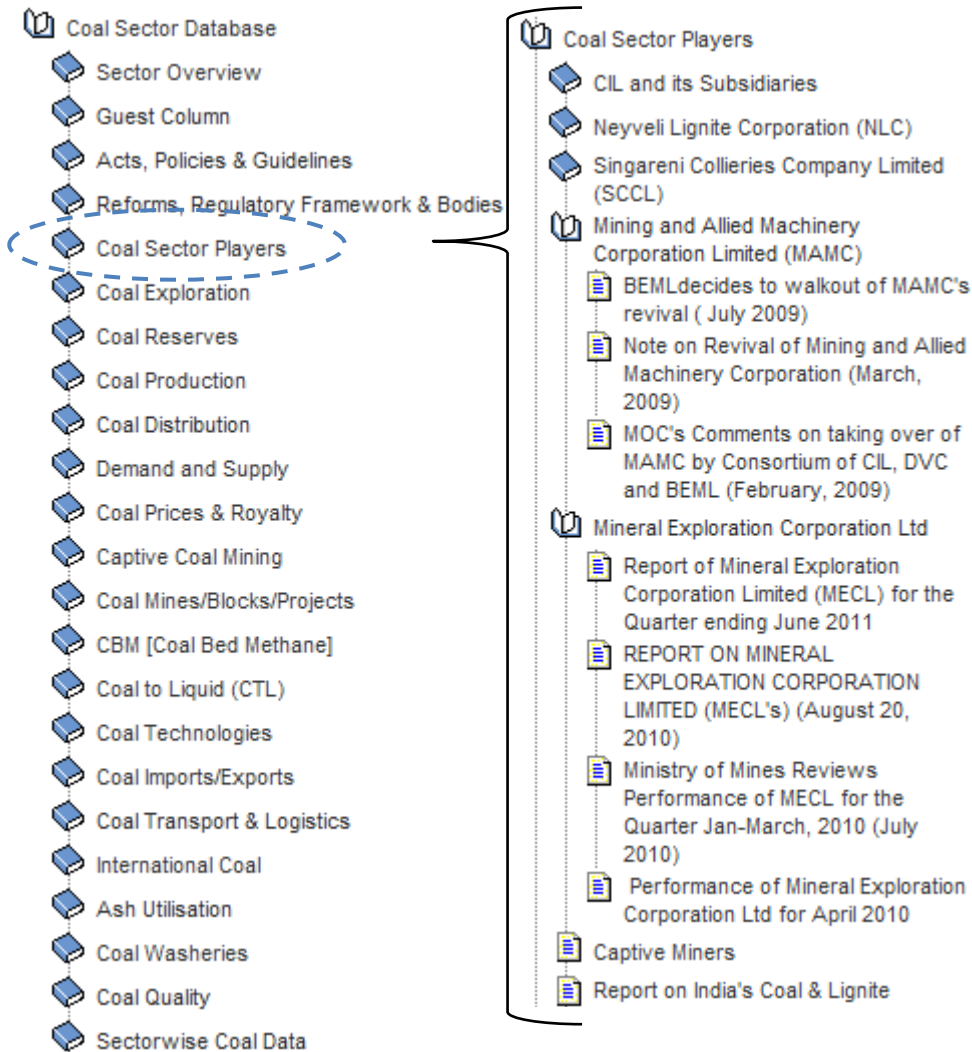 Coal Sector Database
Sector Overview
Guest Column
Acts, Policies & Guidelines
Reforms, Regulatory Framework & Bodies
Coal Sector Players
Coal Exploration
Coal Reserves
Coal Production
Coal Distribution
Demand and Supply
Coal Prices & Royalty
Captive Coal Mining
Coal Mines/Blocks/Projects
CBM [Coal Bed Methane]
Coal to Liquid (CTL)
Coal Technologies
Coal Imports/Exports
Coal Transport & Logistics
International Coal
Ash Utilisation
Coal Washeries
Coal Quality
Sectorwise Coal Data
Coal Sector Players
CIL and its Subsidiaries
Neyveli Lignite Corporation (NLC)
Singareni Collieries Company Limited
(SCCL)
Mining and Allied Machinery
Corporation Limited (MAMC)
BEMLdecides to walkout of MAMC's
revival ( July 2009)
Note on Revival of Mining and Allied
Machinery Corporation (March,
2009)
MOC's Comments on taking over of
MAMC by Consortium of CIL, DVC
and BEML (February, 2009)
Mineral Exploration Corporation Ltd
Report of Mineral Exploration
Corporation Limited (MECL) for the
Quarter ending June 2011
REPORT ON MINERAL
EXPLORATION CORPORATION
LIMITED (MECL's) (August 20,
2010)
Ministry of Mines Reviews
Performance of MECL for the
Quarter Jan-March, 2010 (July
2010)
Performance of Mineral Exploration
Corporation Ltd for April 2010
Captive Miners
Report on India's Coal & Lignite